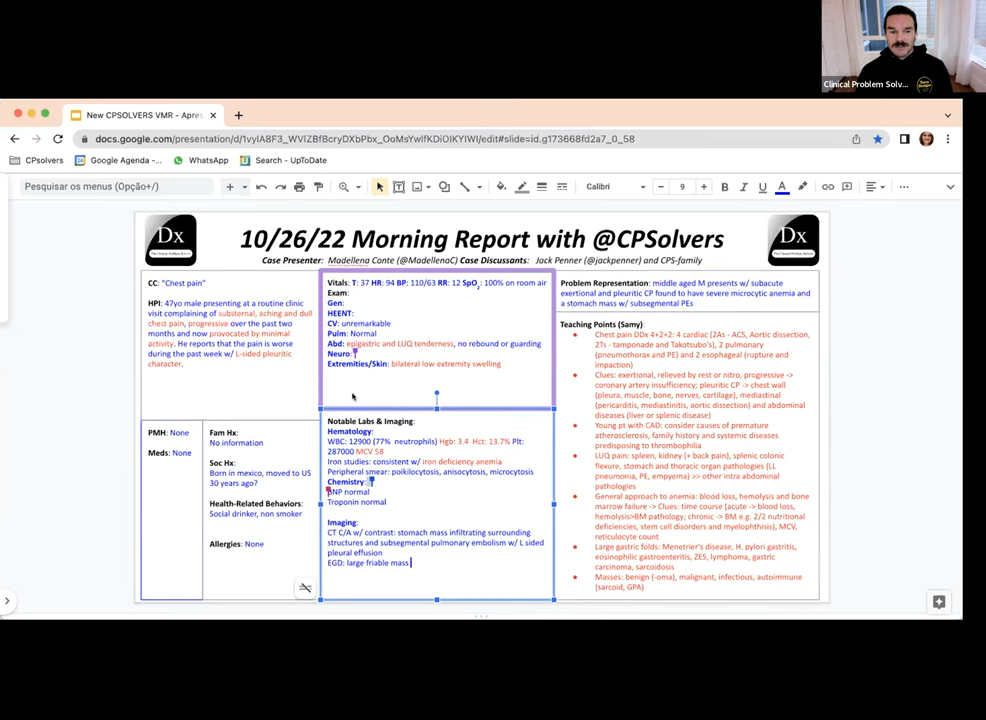 Clinical Problem Solv...
New CPSOLVERS VMR - Apres
docs.google.com/presentation/d/1vyIA8F3_WVIZBfBcryDXbPbx_OoMsYwlfKDiOIKYIWI/edit#slide=id.g173668fd2a7_0_58
CPsolvers
Google Agenda -...
WhatsApp
Search - UpToDate
Pesquisar os menus (Opção+/)
Calibri
9
B I U A
Dx
10/26/22 Morning Report with @CPSolvers
Case Presenter: Madellena Conte (@MadellenaC) Case Discussants: Jack Penner (@jackpenner) and CPS-family
Dx
CC: "Chest pain"
HPI: 47yo male presenting at a routine clinic
visit complaining of substernal, aching and dull
chest pain, progressive over the past two
months and now provocated by minimal
activity. He reports that the pain is worse
during the past week w/ L-sided pleuritic
character.
PMH: None
Meds: None
Fam Hx:
No information
Soc Hx:
Born in mexico, moved to US
30 years ago?
Health-Related Behaviors:
Social drinker, non smoker
Allergies: None
Vitals: T: 37 HR: 94 BP: 110/63 RR: 12 SpO2: 100% on room air
Exam:
Gen:
HEENT:
CV: unremarkable
Pulm: Normal
Abd: epigastric and LUQ tenderness, no rebound or guarding
Neuro:
Extremities/Skin: bilateral low extremity swelling
Notable Labs & Imaging:
Hematology:
WBC: 12900 (77% neutrophils) Hgb: 3.4 Hct: 13.7% Plt:
287000 MCV 58
Iron studies: consistent w/ iron deficiency anemia
Peripheral smear: poikilocytosis, anisocytosis, microcytosis
Chemistry:
BNP normal
Troponin normal
Imaging:
CT C/A w/ contrast: stomach mass infiltrating surrounding
structures and subsegmental pulmonary embolism w/ L sided
pleural effusion
EGD: large friable mass
Problem Representation: middle aged M presents w/ subacute
exertional and pleuritic CP found to have severe microcytic anemia and
a stomach mass w/ subsegmental PEs
Teaching Points (Samy):
● Chest pain DDx 4+2+2: 4 cardiac (2As - ACS, Aortic dissection,
2Ts - tamponade and Takotsubo's), 2 pulmonary
(pneumothorax and PE) and 2 esophageal (rupture and
impaction)
● Clues: exertional, relieved by rest or nitro, progressive ->
coronary artery insuficiency; pleuritic CP -> chest wall
(pleura, muscle, bone, nerves, cartilage), mediastinal
(pericarditis, mediastinitis, aortic dissection) and abdominal
diseases (liver or splenic disease)
● Young pt with CAD: consider causes of premature
atherosclerosis, family history and systemic diseases
predisposing to thrombophilia
● LUQ pain: spleen, kidney (+ back pain), splenic colonic
flexure, stomach and thoracic organ pathologies (LL
pneumonia, PE, empyema) >> other intra abdominal
pathologies
● General approach to anemia: blood loss, hemolysis and bone
marrow failure -> Clues: time course (acute -> blood loss,
hemolysis>BM pathology; chronic -> BM e.g. 2/2 nutritional
deficiencies, stem cell disorders and myelophthisis), MCV,
reticulocyte count
● Large gastric folds: Menetrier's disease, H. pylori gastritis,
eosinophilic gastroenteritis, ZES, lymphoma, gastric
carcinoma, sarcoidosis
● Masses: benign (-oma), malignant, infectious, autoimmune
(sarcoid, GPA)